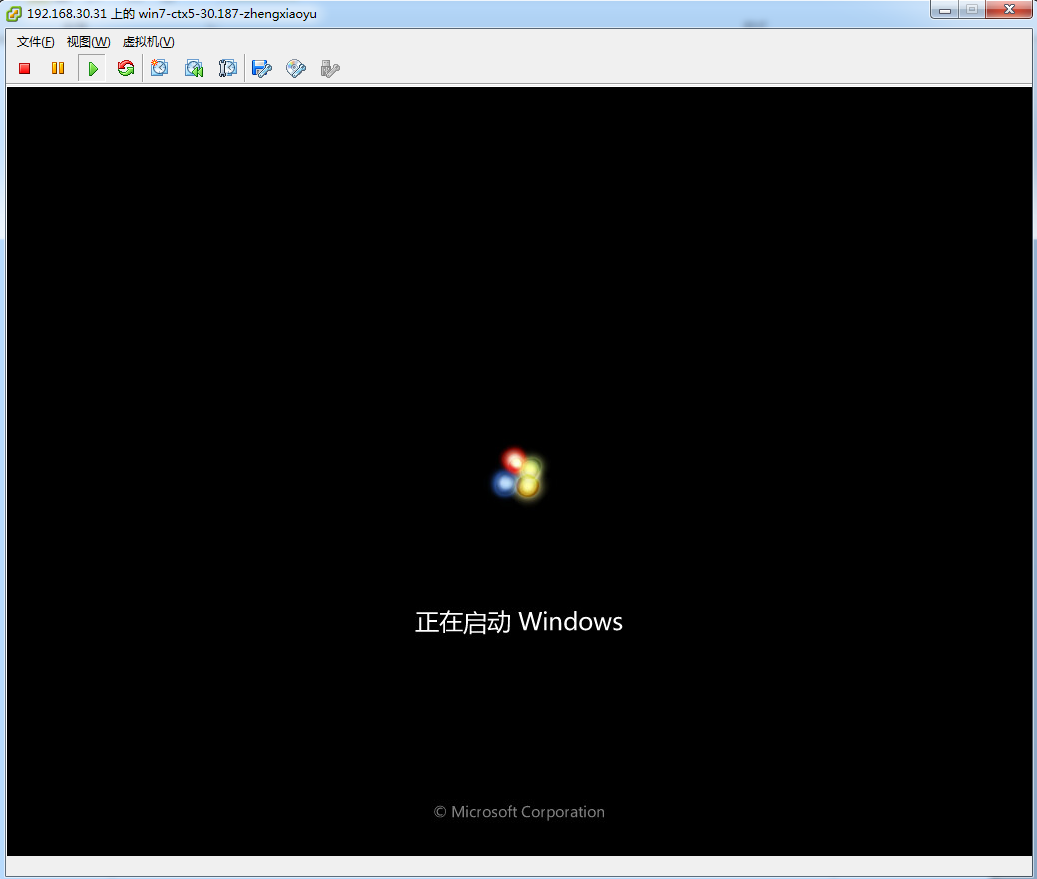 192.168.30.31 上的 win7-ctx5-30.187-zhengxiaoyu
文件(F) 视图(W) 虚拟机(V)
正在启动 Windows
© Microsoft Corporation